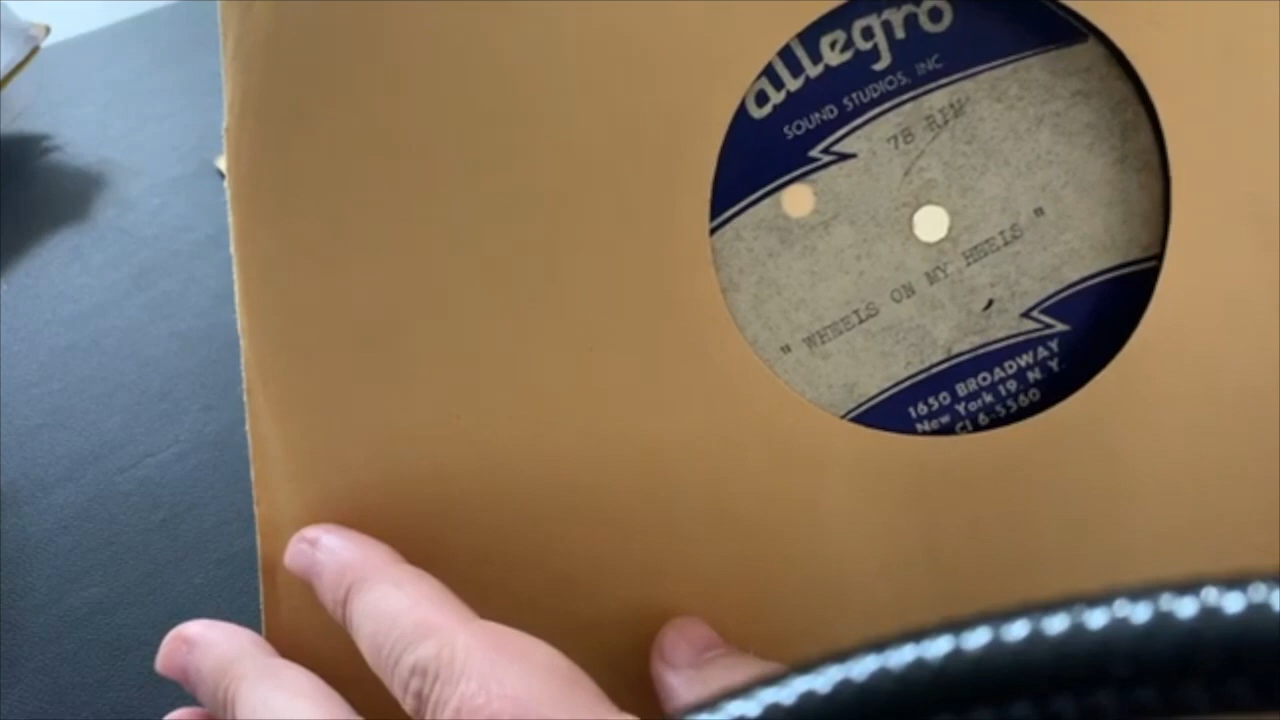 allegro
SOUND STUDIOS, INC
78 RPM
" WHEELS ON MY HEELS "
1650 BROADWAY
New York 19, N. Y.
CI 6-5560